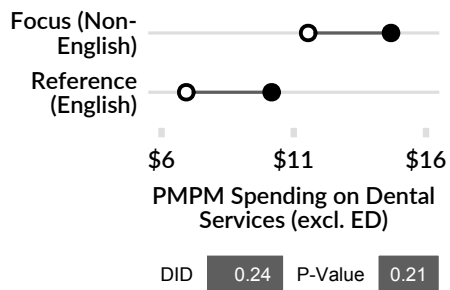 Focus (Non-
English)
Reference
(English)
$6
$11
$16
PMPM Spending on Dental
Services (excl. ED)
DID 0.24 P-Value 0.21